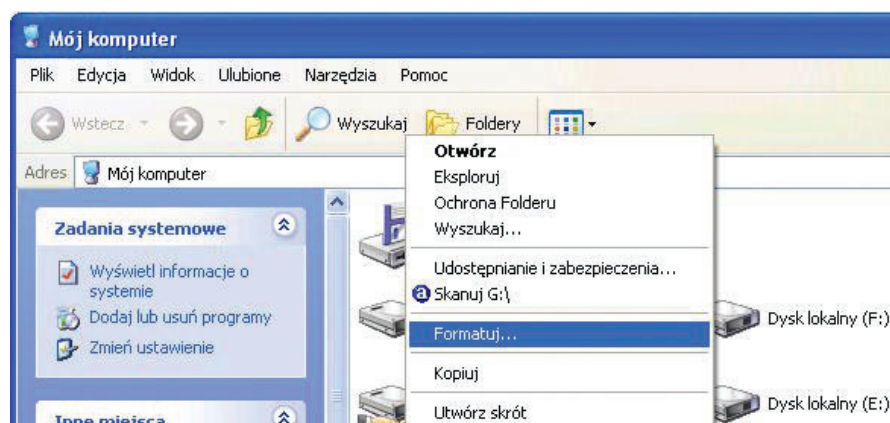 Mój komputer
Plik Edycja Widok Ulubione Narzędzia Pomoc
Wstecz Wyszukaj Foldery
Adres Mój komputer
Zadania systemowe
Wyświetl informacje o
systemie
Dodaj lub usuń programy
Zmień ustawienie
Inne miejsca
Otwórz
Eksploruj
Ochrona Folderu
Wyszukaj...
Udostępnianie i zabezpieczenia...
Skanuj G:\
Formatuj...
Kopiuj
Utwórz skrót
Dysk lokalny (F:)
Dysk lokalny (E:)